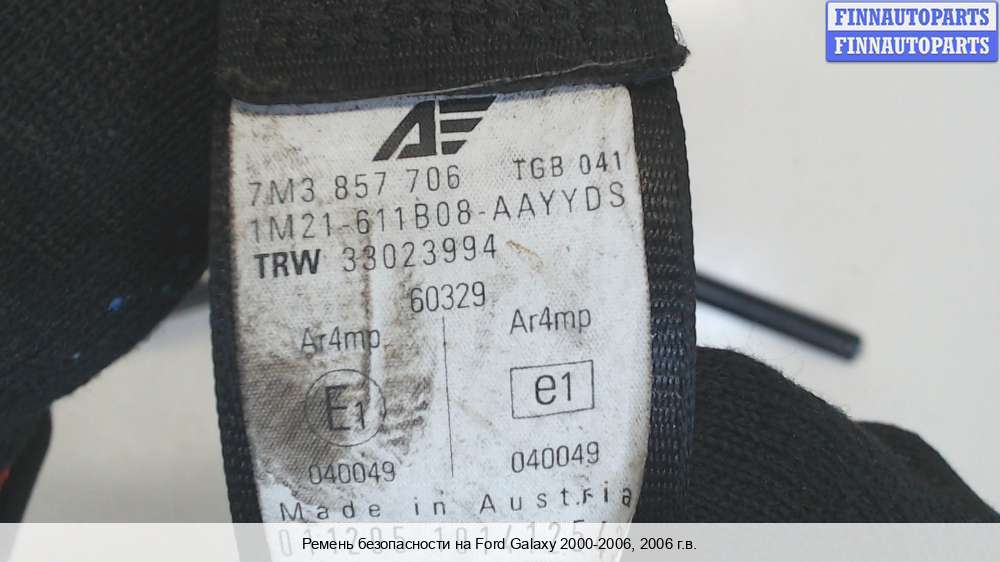 FINNAUTOPARTS
FINNAUTOPARTS
AE
7M3 857 706 TGB 041
1M21-611B08-AAYYDS
TRW 33023994
60329
Ar4mp Ar4mp
E1 e1
040049 040049
Made in Austria
Ремень безопасности на Ford Galaxy 2000-2006, 2006 г.в.